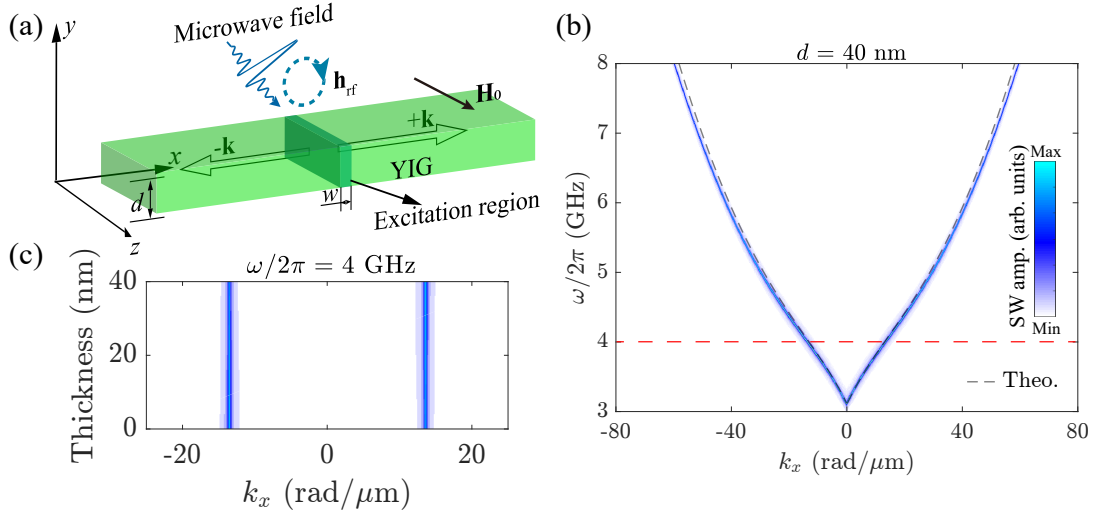 (a)
y
Microwave field
h_rf
H_0
+k
-k
x
YIG
d
w
Excitation region
z
(b)
d = 40 nm
8
7
6
5
4
3
ω/2π (GHz)
-80
-40
0
40
80
k_x (rad/μm)
Max
SW amp. (arb. units)
Min
Theo.
(c)
ω/2π = 4 GHz
40
20
0
Thickness (nm)
-20
0
20
k_x (rad/μm)